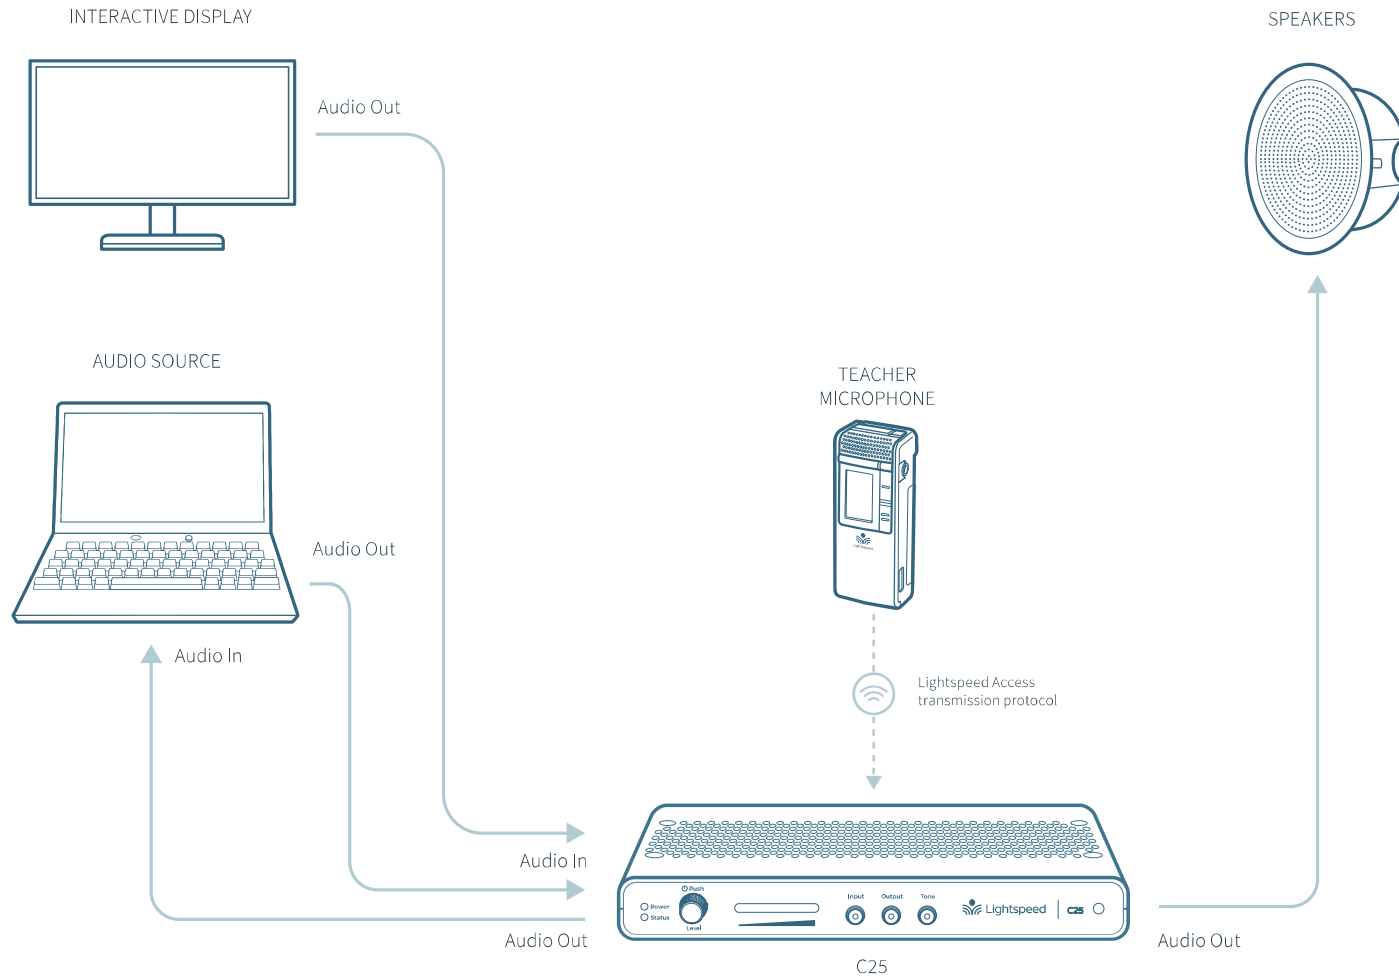 INTERACTIVE DISPLAY
SPEAKERS
Audio Out
AUDIO SOURCE
TEACHER
MICROPHONE
Lightspeed
Audio Out
Audio In
Lightspeed Access
transmission protocol
Audio In
Push
Power
Status
Level
Input
Output
Tone
Lightspeed
C25
Audio Out
Audio Out
C25